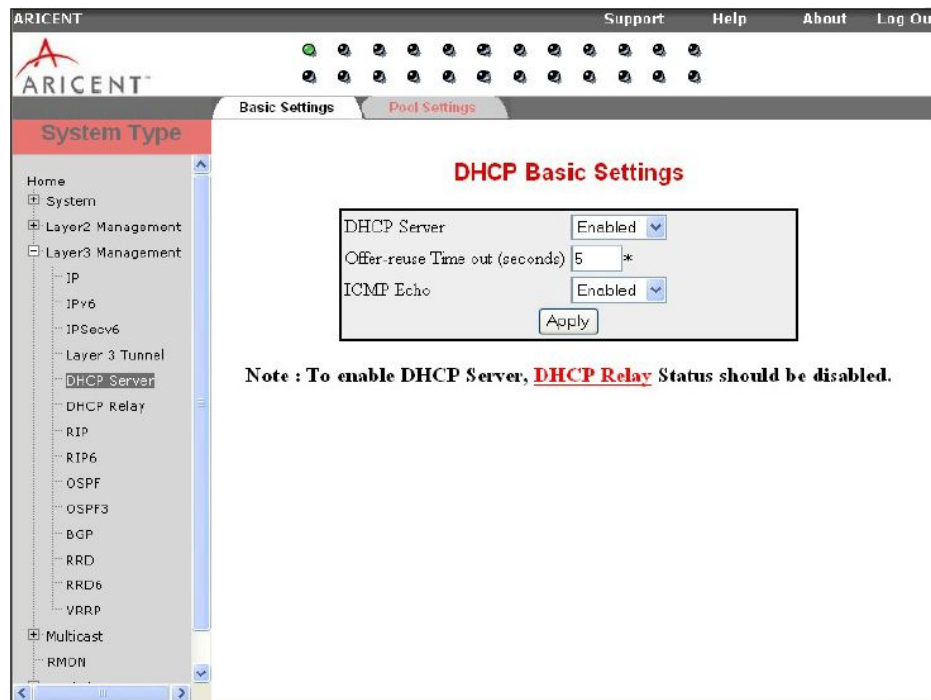 ARICENT Support Help About Log Ou
ARICENT
Basic Settings Pool Settings
System Type
Home
System
Layer2 Management
Layer3 Management
IP
IPv6
IPSecv6
Layer 3 Tunnel
DHCP Server
DHCP Relay
RIP
RIP6
OSPF
OSPF3
BGP
RRD
RRD6
VRRP
Multicast
RMON
DHCP Basic Settings
DHCP Server Enabled
Offer-reuse Time out (seconds) 5 *
ICMP Echo Enabled
Apply
Note : To enable DHCP Server, DHCP Relay Status should be disabled.